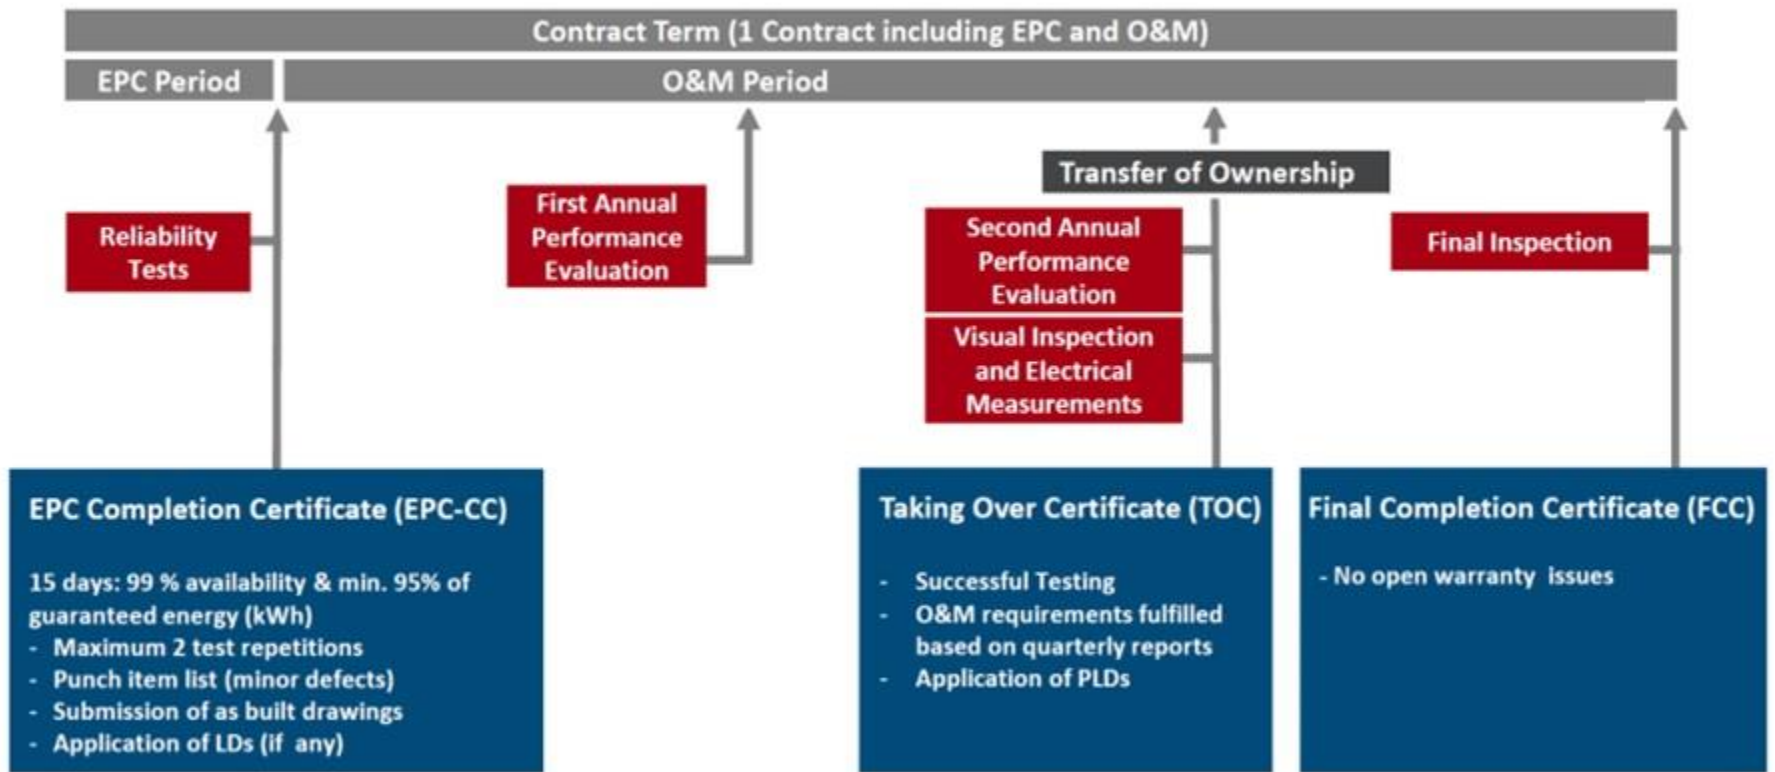 Contract Term (1 Contract including EPC and O&M)
EPC Period
O&M Period
Transfer of Ownership
Reliability
Tests
First Annual
Performance
Evaluation
Second Annual
Performance
Evaluation
Visual Inspection
and Electrical
Measurements
Final Inspection
EPC Completion Certificate (EPC-CC)
15 days: 99 % availability & min. 95% of
guaranteed energy (kWh)
- Maximum 2 test repetitions
- Punch item list (minor defects)
- Submission of as built drawings
- Application of LDs (if any)
Taking Over Certificate (TOC)
- Successful Testing
- O&M requirements fulfilled
based on quarterly reports
- Application of PLDs
Final Completion Certificate (FCC)
- No open warranty issues